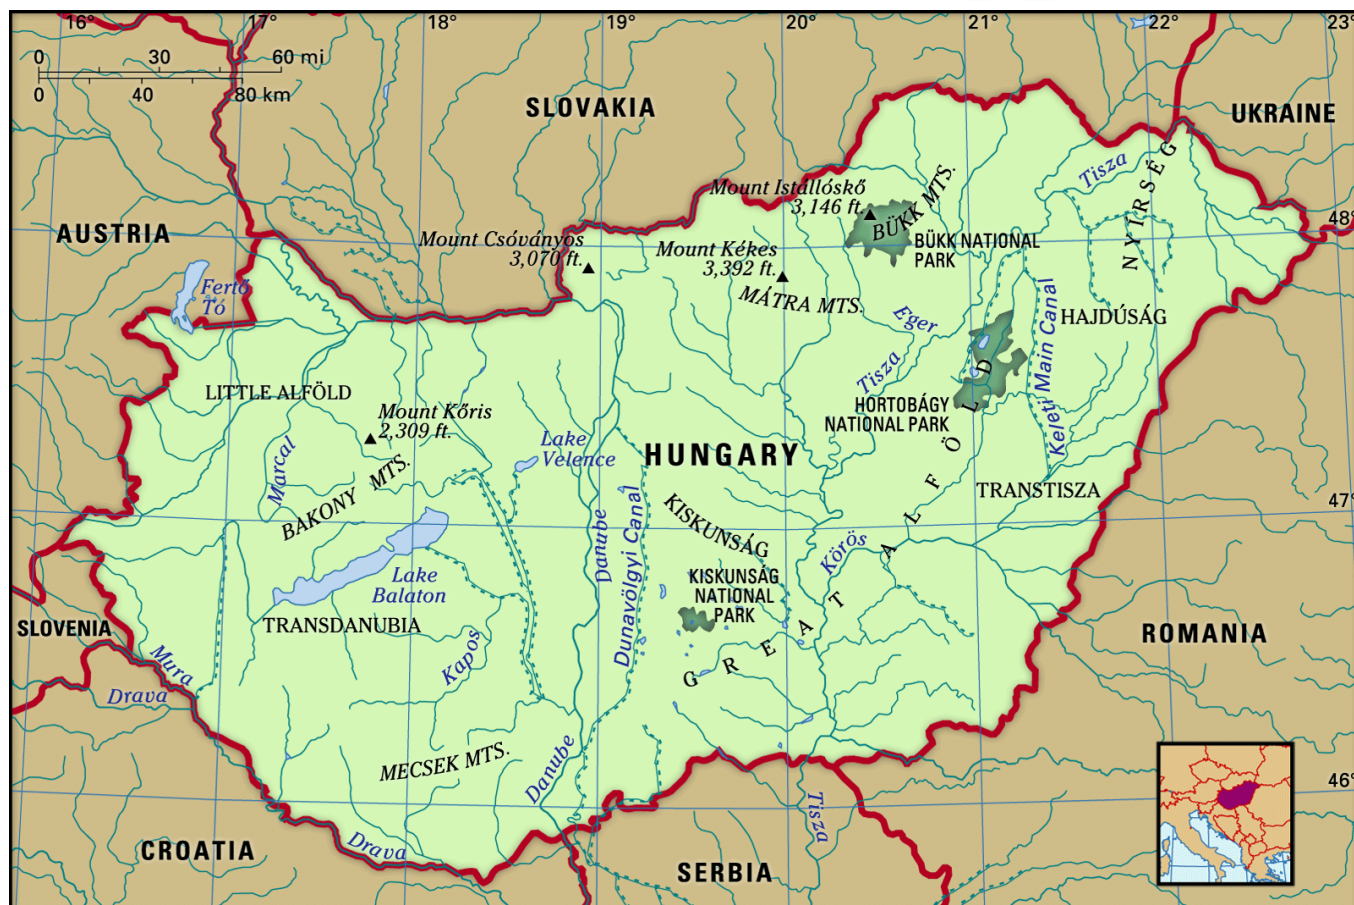 16°
17°
18°
19°
20°
21°
22°
23°
0 30 60 mi
0 40 80 km
SLOVAKIA
UKRAINE
AUSTRIA
Tisza
NYÍRSÉG
Mount Istállóskő
3,146 ft.
BÜKK MTS.
48°
Mount Csóványos
3,070 ft.
Mount Kékes
3,392 ft.
BÜKK NATIONAL
PARK
MÁTRA MTS.
Fertő
Tó
Eger
Keleti Main Canal
HAJDÚSÁG
Tisza
LITTLE ALFÖLD
HORTOBÁGY
NATIONAL PARK
Mount Kőris
2,309 ft.
Lake
Velence
HUNGARY
Marcal
BAKONY MTS.
TRANSTISZA
47°
KISKUNSÁG
Danube
Dunavölgyi Canal
Körös
GREAT ALFÖLD
Lake
Balaton
KISKUNSÁG
NATIONAL
PARK
SLOVENIA
TRANSDANUBIA
ROMANIA
Kapos
Mura
Drava
MECSEK MTS.
Danube
46°
Tisza
Drava
CROATIA
SERBIA